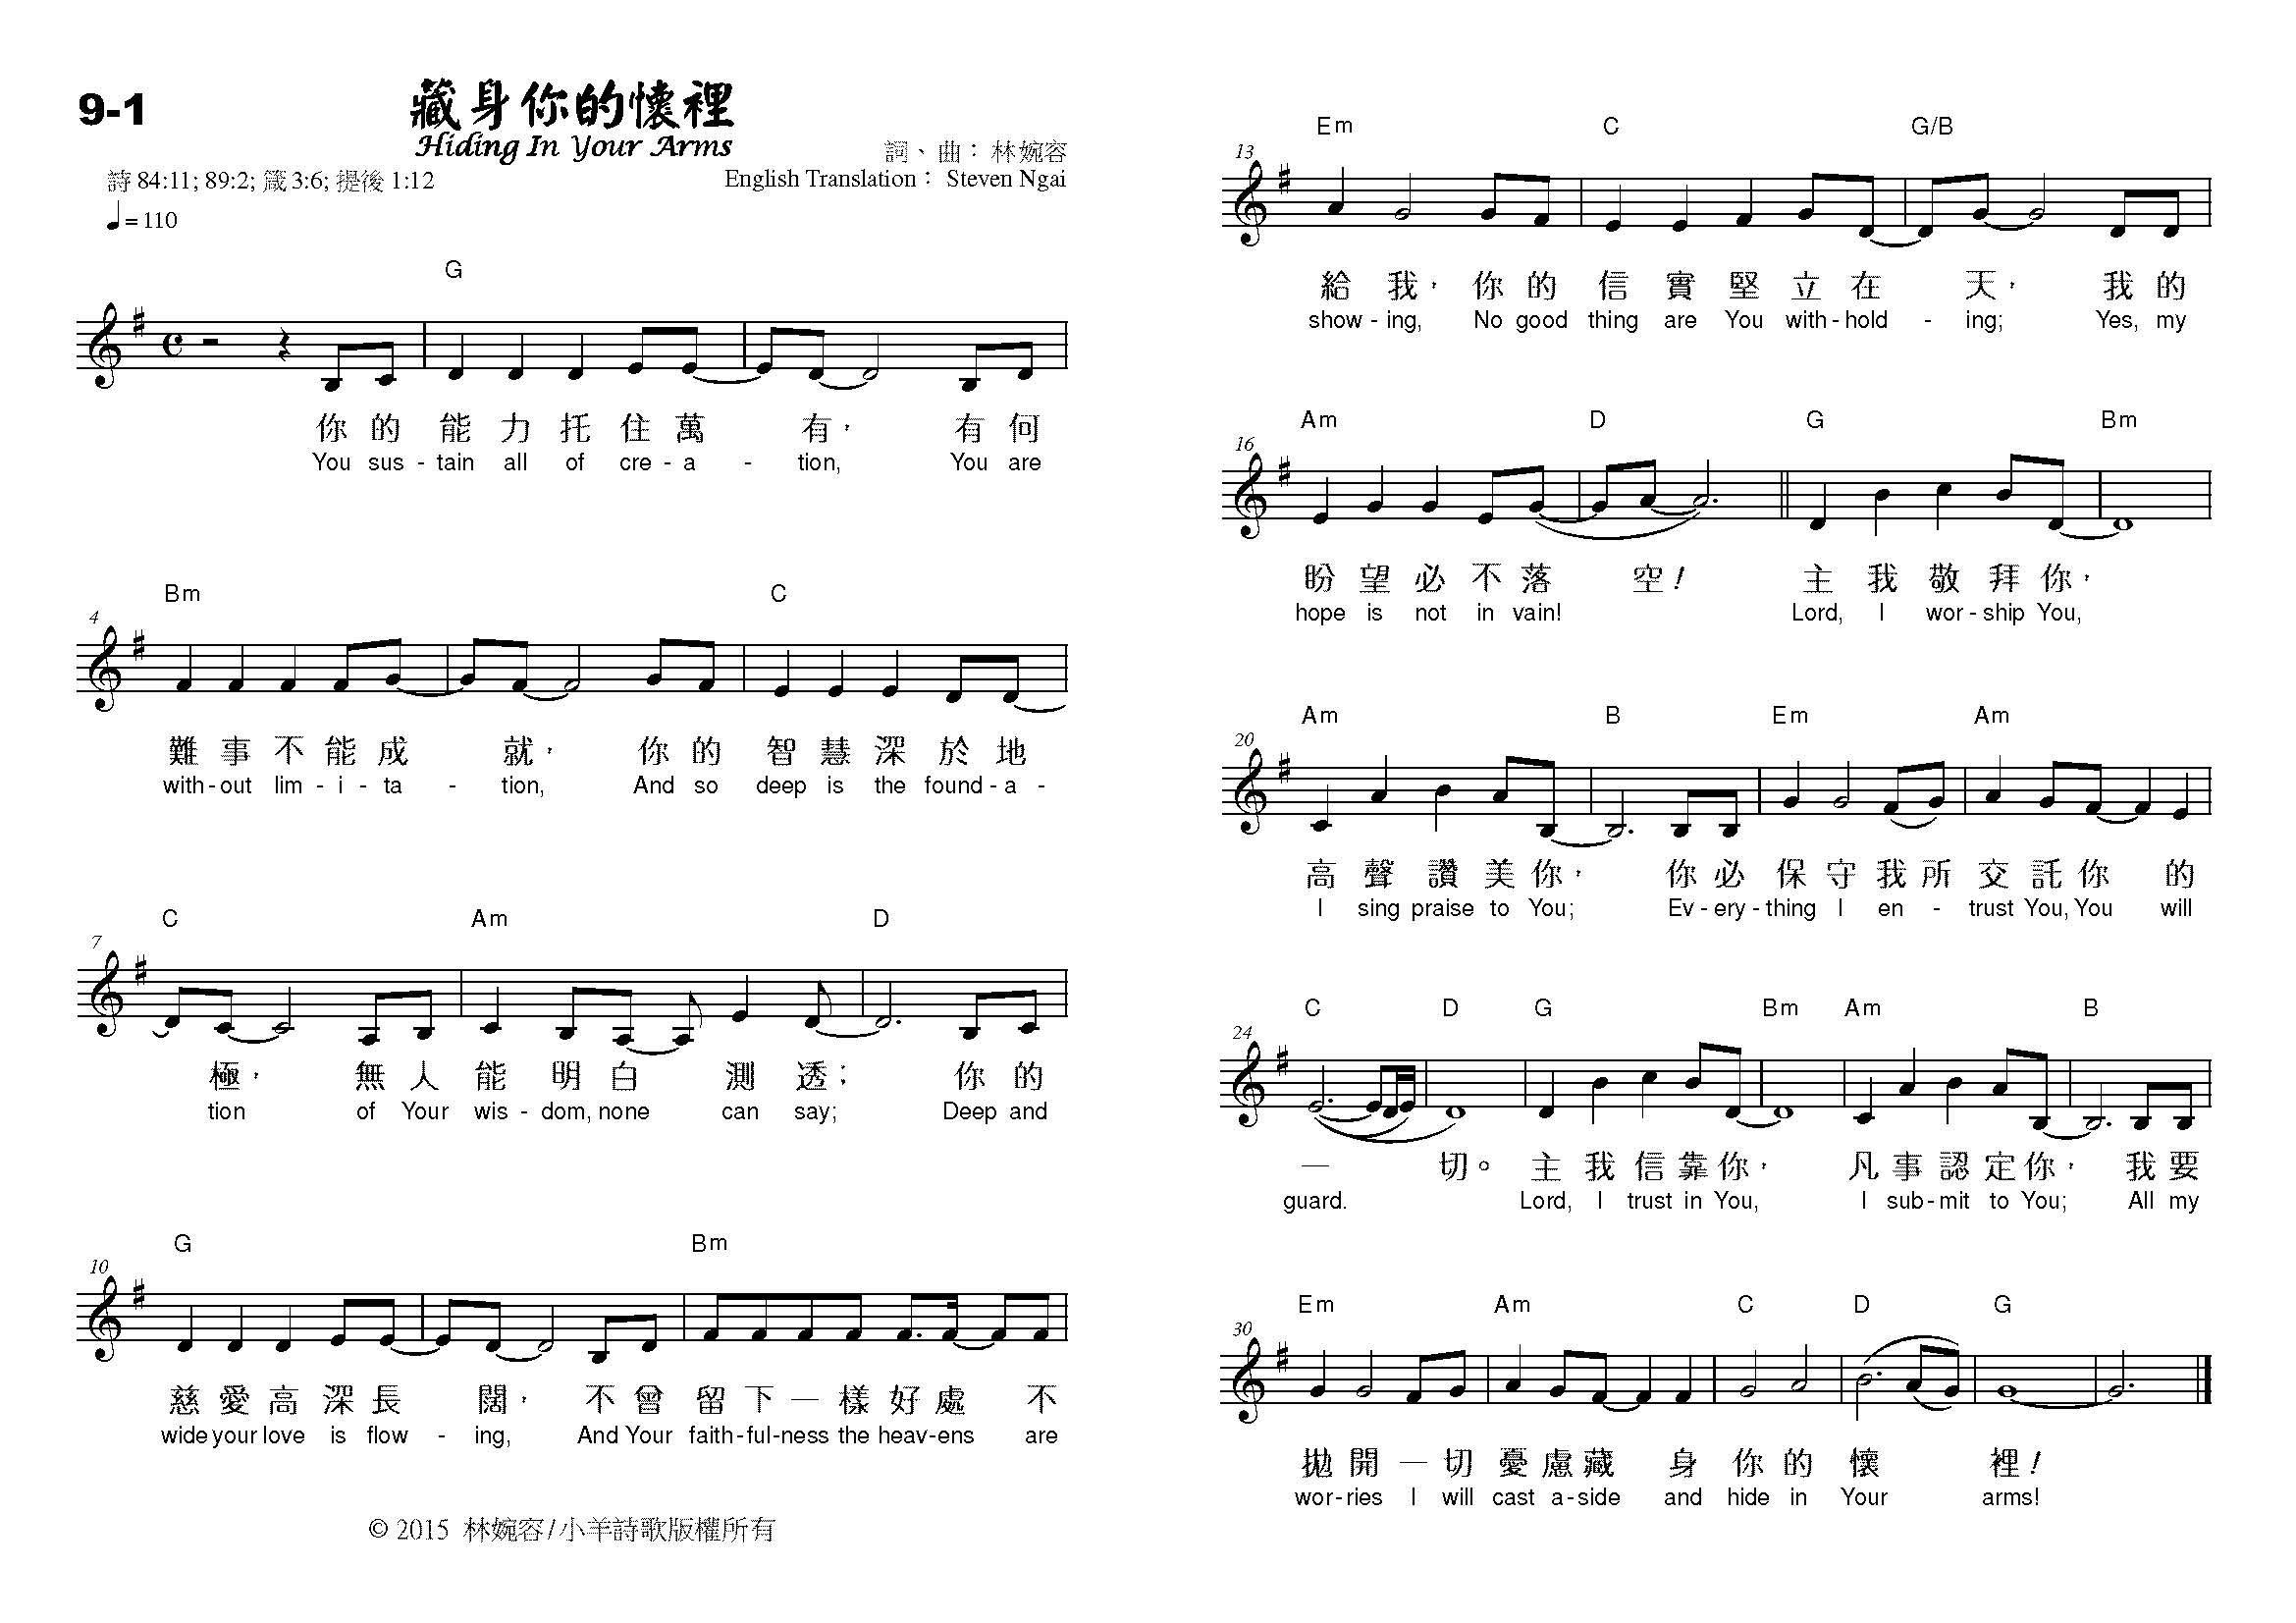 9-1
藏身你的懷裡
Hiding In Your Arms
詞、曲：林婉容
詩 84:11; 89:2; 箴 3:6; 提後 1:12
English Translation： Steven Ngai
♩= 110
G
你 的 能 力 托 住 萬 有， 有 何
You sus - tain all of cre - a - tion, You are
Bm C
4
難 事 不 能 成 就， 你 的 智 慧 深 於 地
with - out lim - i - ta - tion, And so deep is the found - a -
C Am D
7
極， 無 人 能 明 白 測 透； 你 的
tion of Your wis - dom, none can say; Deep and
G Bm
10
慈 愛 高 深 長 闊， 不 曾 留 下 一 樣 好 處 不
wide your love is flow - ing, And Your faith - ful - ness the heav - ens are
© 2015 林婉容/小羊詩歌版權所有
Em C G/B
13
給 我， 你 的 信 實 堅 立 在 天， 我 的
show - ing, No good thing are You with - hold - ing; Yes, my
Am D G Bm
16
盼 望 必 不 落 空！ 主 我 敬 拜 你，
hope is not in vain! Lord, I wor - ship You,
Am B Em Am
20
高 聲 讚 美 你， 你 必 保 守 我 所 交 託 你 的
I sing praise to You; Ev - ery - thing I en - trust You, You will
C D G Bm Am B
24
一 切。 主 我 信 靠 你， 凡 事 認 定 你， 我 要
guard. Lord, I trust in You, I sub - mit to You; All my
Em Am C D G
30
拋 開 一 切 憂 慮 藏 身 你 的 懷 裡！
wor - ries I will cast a - side and hide in Your arms!